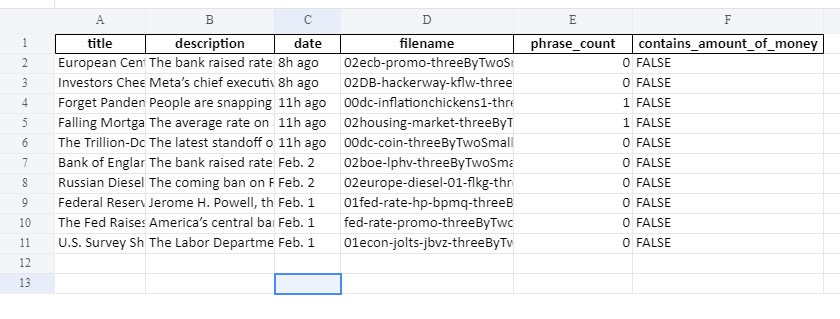 A B C D E F
1 title description date filename phrase_count contains_amount_of_money
2 European Cen The bank raised rate 8h ago 02ecb-promo-threeByTwoS 0 FALSE
3 Investors Chee Meta's chief executiv 8h ago 02DB-hackerway-kflw-three 0 FALSE
4 Forget Panden People are snapping 11h ago 00dc-inflationchickens1-thre 1 FALSE
5 Falling Mortga The average rate on 11h ago 02housing-market-threeByT 1 FALSE
6 The Trillion-Do The latest standoff o 11h ago 00dc-coin-threeByTwoSmall 0 FALSE
7 Bank of Englar The bank raised rate Feb. 2 02boe-lphv-threeByTwoSma 0 FALSE
8 Russian Diesel The coming ban on F Feb. 2 02europe-diesel-01-flkg-thr 0 FALSE
9 Federal Reserv Jerome H. Powell, th Feb. 1 01fed-rate-hp-bpmq-threeB 0 FALSE
10 The Fed Raises America's central ba Feb. 1 fed-rate-promo-threeByTwo 0 FALSE
11 U.S. Survey Sh The Labor Departme Feb. 1 01econ-jolts-jbvz-threeByTw 0 FALSE
12
13